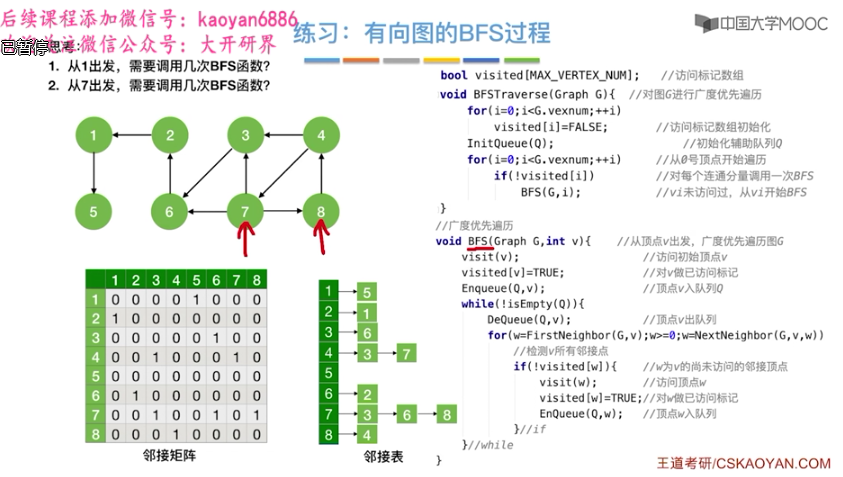 后续课程添加微信号：kaoyan6886
微信公众号：大开研界
已暂停
思考：
练习：有向图的BFS过程
中国大学MOOC
1. 从1出发，需要调用几次BFS函数？
2. 从7出发，需要调用几次BFS函数？
1 2 3 4
5 6 7 8
1 2 3 4 5 6 7 8
1 0 0 0 0 1 0 0 0
2 1 0 0 0 0 0 0 0
3 0 0 0 0 0 1 0 0
4 0 0 1 0 0 0 1 0
5 0 0 0 0 0 0 0 0
6 0 1 0 0 0 0 0 0
7 0 0 1 0 0 1 0 1
8 0 0 0 1 0 0 0 0
邻接矩阵
1 5
2 1
3 6
4 3 7
5
6 2
7 3 6 8
8 4
邻接表
bool visited[MAX_VERTEX_NUM]; //访问标记数组
void BFSTraverse(Graph G){ //对图G进行广度优先遍历
for(i=0;i<G.vexnum;++i)
visited[i]=FALSE; //访问标记数组初始化
InitQueue(Q); //初始化辅助队列Q
for(i=0;i<G.vexnum;++i) //从0号顶点开始遍历
if(!visited[i]) //对每个连通分量调用一次BFS
BFS(G,i); //vi未访问过，从vi开始BFS
}
//广度优先遍历
void BFS(Graph G,int v){ //从顶点v出发，广度优先遍历图G
visit(v); //访问初始顶点v
visited[v]=TRUE; //对v做已访问标记
Enqueue(Q,v); //顶点v入队列Q
while(!isEmpty(Q)){
DeQueue(Q,v); //顶点v出队列
for(w=FirstNeighbor(G,v);w>=0;w=NextNeighbor(G,v,w))
//检测v所有邻接点
if(!visited[w]){ //w为v的尚未访问的邻接顶点
visit(w); //访问顶点w
visited[w]=TRUE;//对w做已访问标记
EnQueue(Q,w); //顶点w入队列
}//if
}//while
}
王道考研/CSKAOYAN.COM